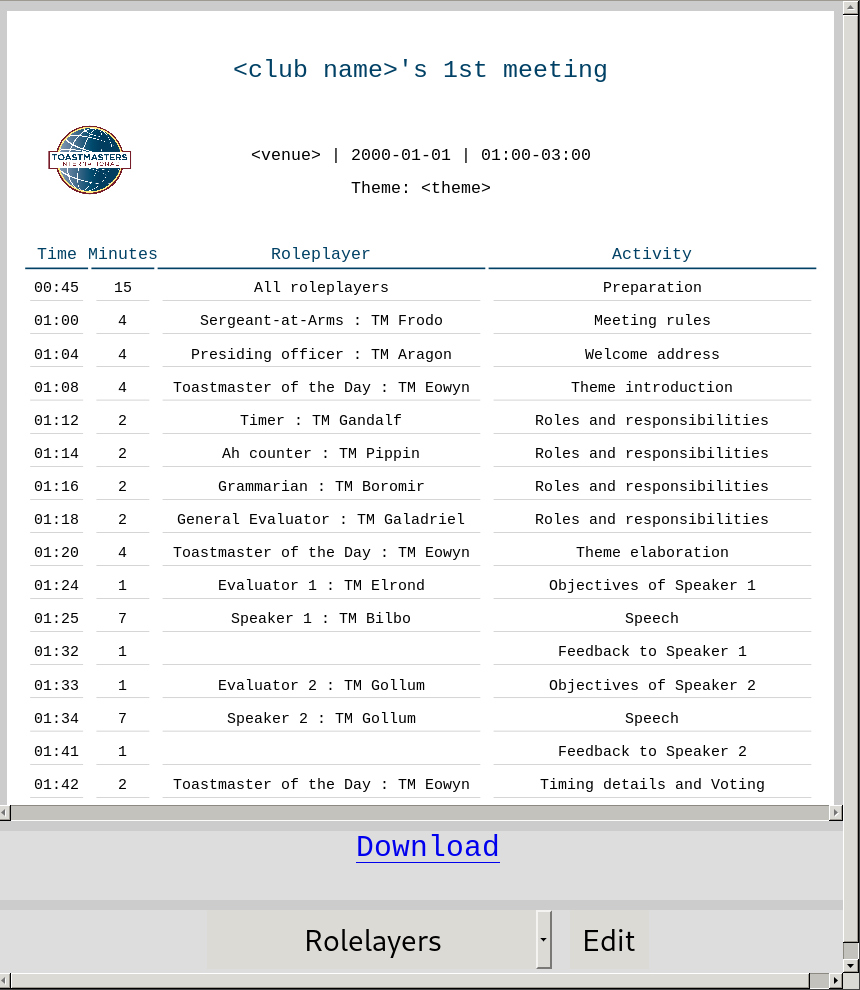 <club name>'s 1st meeting
TOASTMASTERS
INTERNATIONAL
<venue> | 2000-01-01 | 01:00-03:00
Theme: <theme>
Time Minutes Roleplayer Activity
00:45 15 All roleplayers Preparation
01:00 4 Sergeant-at-Arms : TM Frodo Meeting rules
01:04 4 Presiding officer : TM Aragon Welcome address
01:08 4 Toastmaster of the Day : TM Eowyn Theme introduction
01:12 2 Timer : TM Gandalf Roles and responsibilities
01:14 2 Ah counter : TM Pippin Roles and responsibilities
01:16 2 Grammarian : TM Boromir Roles and responsibilities
01:18 2 General Evaluator : TM Galadriel Roles and responsibilities
01:20 4 Toastmaster of the Day : TM Eowyn Theme elaboration
01:24 1 Evaluator 1 : TM Elrond Objectives of Speaker 1
01:25 7 Speaker 1 : TM Bilbo Speech
01:32 1 Feedback to Speaker 1
01:33 1 Evaluator 2 : TM Gollum Objectives of Speaker 2
01:34 7 Speaker 2 : TM Gollum Speech
01:41 1 Feedback to Speaker 2
01:42 2 Toastmaster of the Day : TM Eowyn Timing details and Voting
Download
Rolelayers Edit